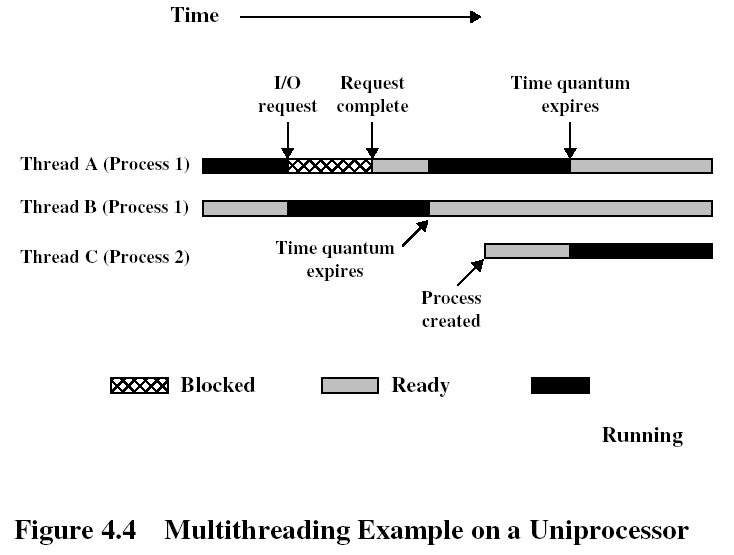 Time
I/O
request
Request
complete
Time quantum
expires
Thread A (Process 1)
Thread B (Process 1)
Time quantum
expires
Thread C (Process 2)
Process
created
Blocked
Ready
Running
Figure 4.4 Multithreading Example on a Uniprocessor